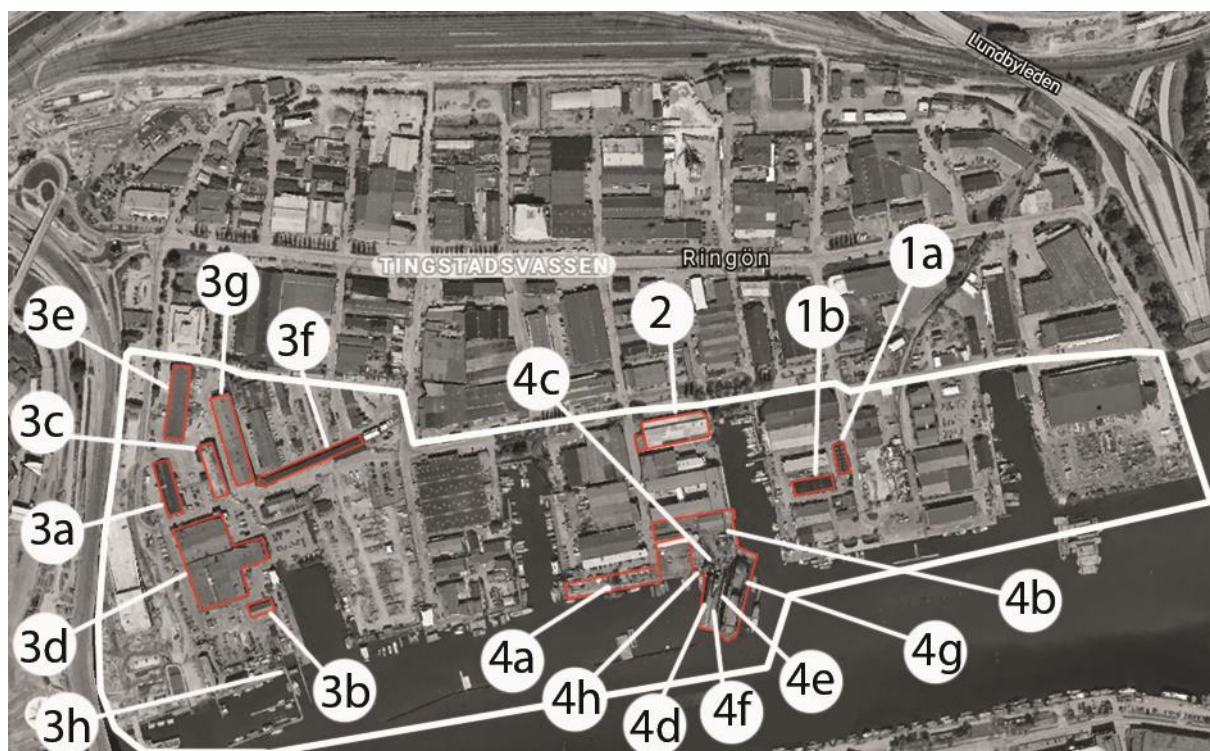 Lundbyleden
TINGSTADSVASSEN
Ringön
1a
3g
3e
2
1b
3f
4c
3c
3a
3d
4b
4a
4g
3b
4h
4e
3h
4d
4f